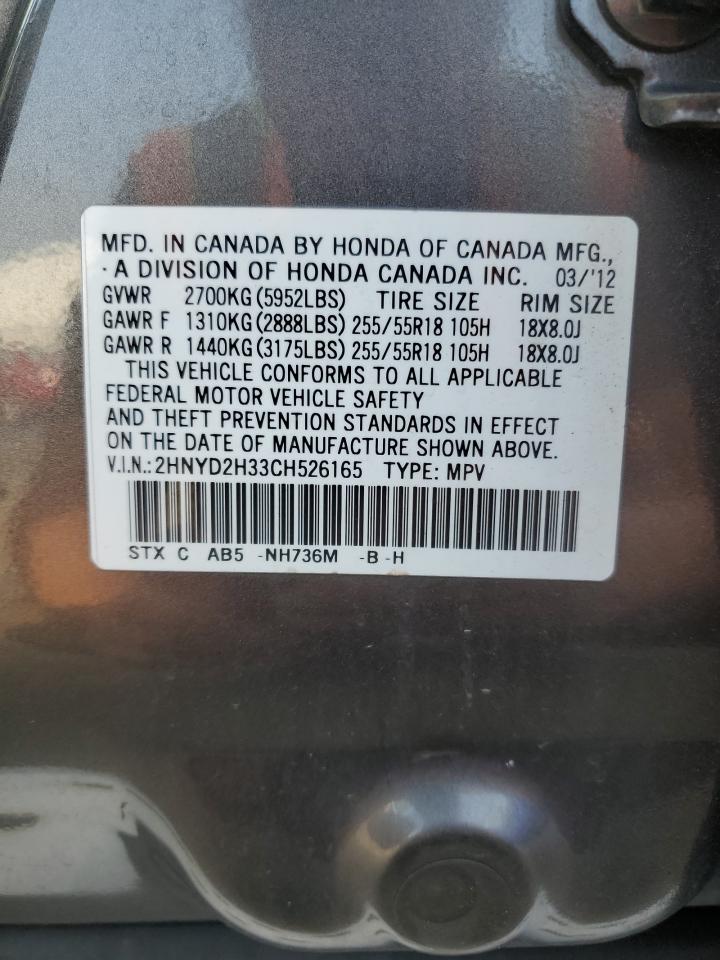 MFD. IN CANADA BY HONDA OF CANADA MFG.,
· A DIVISION OF HONDA CANADA INC. 03/'12
GVWR 2700KG (5952LBS) TIRE SIZE RIM SIZE
GAWR F 1310KG (2888LBS) 255/55R18 105H 18X8.0J
GAWR R 1440KG (3175LBS) 255/55R18 105H 18X8.0J
THIS VEHICLE CONFORMS TO ALL APPLICABLE
FEDERAL MOTOR VEHICLE SAFETY
AND THEFT PREVENTION STANDARDS IN EFFECT
ON THE DATE OF MANUFACTURE SHOWN ABOVE.
V.I.N.: 2HNYD2H33CH526165 TYPE: MPV
STX C AB5 -NH736M -B -H